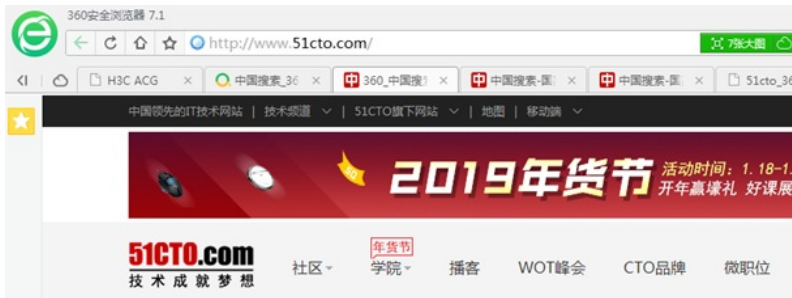 360安全浏览器 7.1
http://www.51cto.com/
7张大图
H3C ACG × 中国搜索_36 × 360_中国搜 × 中国搜索-国 × 中国搜索-国 × 51cto_36
中国领先的IT技术网站 | 技术频道 | 51CTO旗下网站 | 地图 | 移动端
50
2019年货节
活动时间:1.18-1.
开年赢壕礼 好课展
51CTO.com
技术成就梦想
年货节
社区 学院 播客 WOT峰会 CTO品牌 微职位